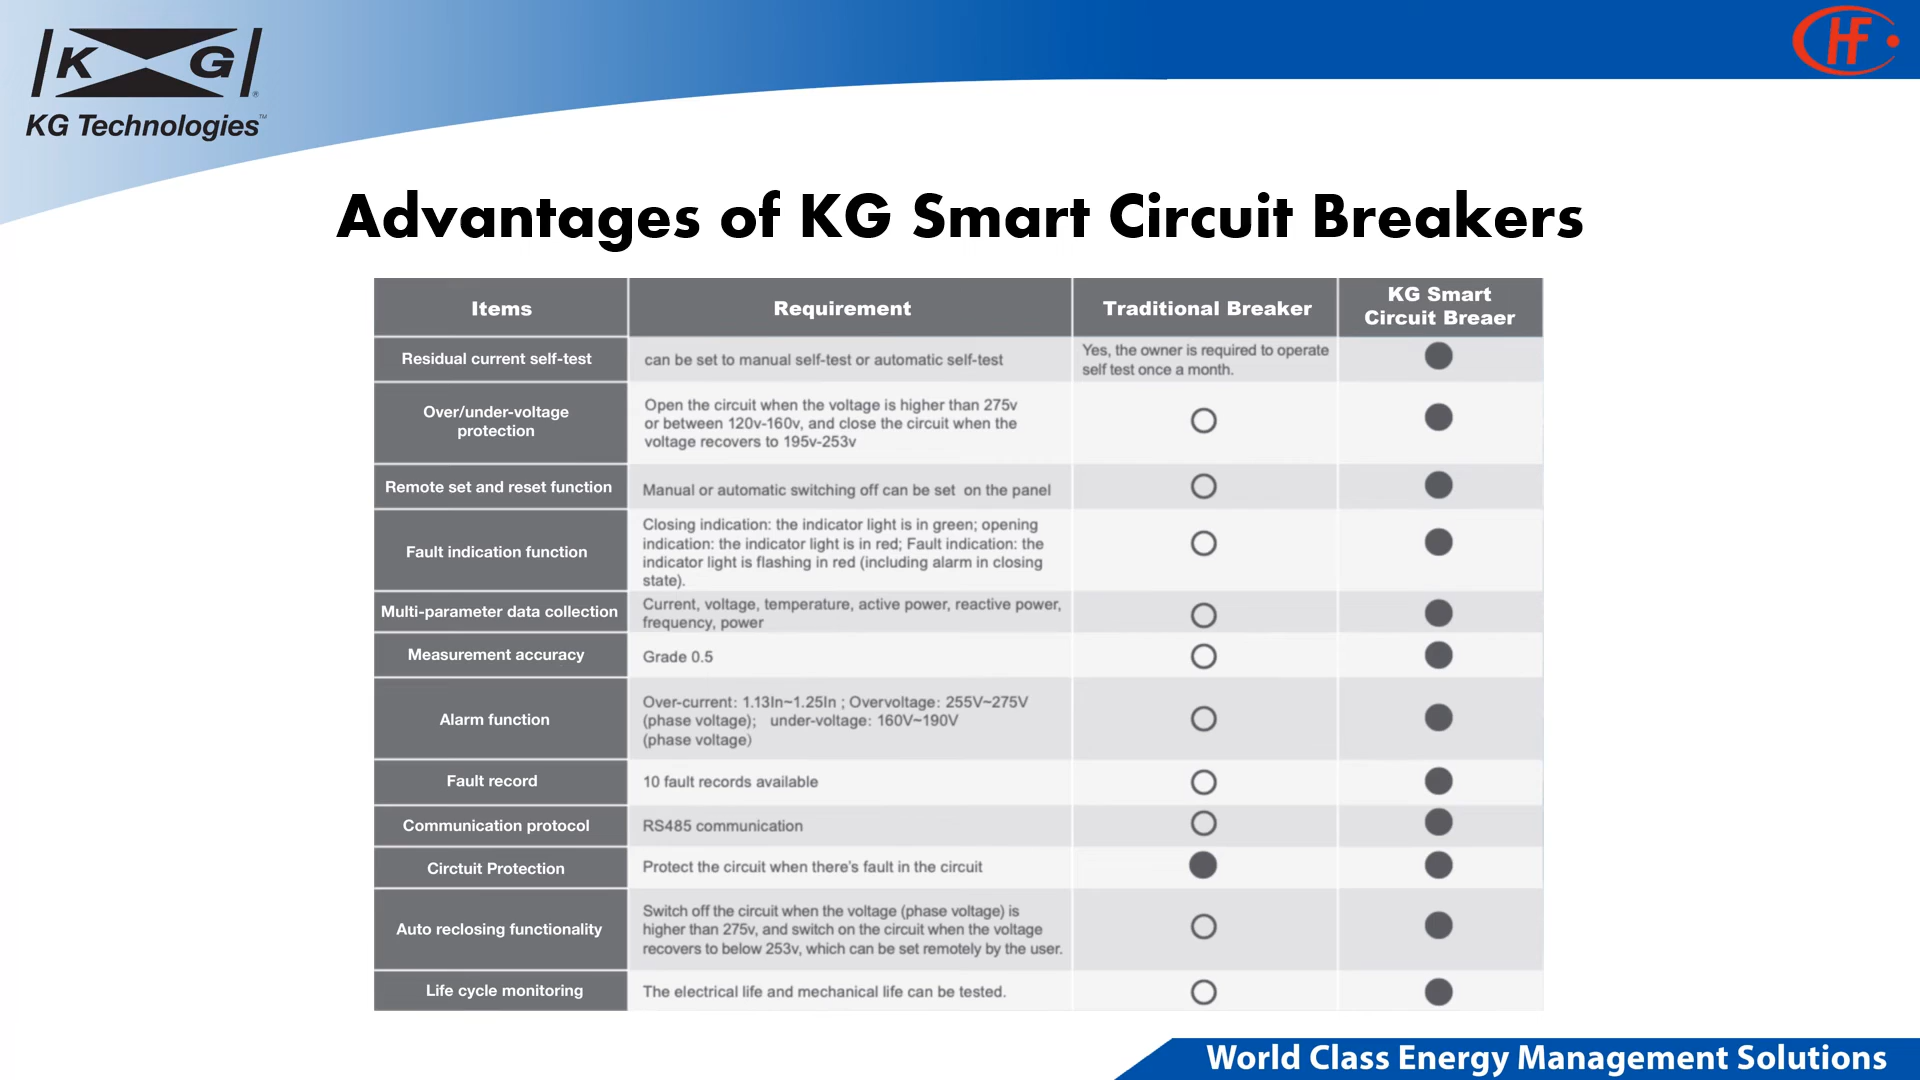 K G
KG Technologies™
HF
Advantages of KG Smart Circuit Breakers
Items
Requirement
Traditional Breaker
KG Smart
Circuit Breaer
Residual current self-test
can be set to manual self-test or automatic self-test
Yes, the owner is required to operate
self test once a month.
Over/under-voltage
protection
Open the circuit when the voltage is higher than 275v
or between 120v-160v, and close the circuit when the
voltage recovers to 195v-253v
Remote set and reset function
Manual or automatic switching off can be set on the panel
Fault indication function
Closing indication: the indicator light is in green; opening
indication: the indicator light is in red; Fault indication: the
indicator light is flashing in red (including alarm in closing
state).
Multi-parameter data collection
Current, voltage, temperature, active power, reactive power,
frequency, power
Measurement accuracy
Grade 0.5
Alarm function
Over-current: 1.13In~1.25In ; Overvoltage: 255V~275V
(phase voltage); under-voltage: 160V~190V
(phase voltage)
Fault record
10 fault records available
Communication protocol
RS485 communication
Circtuit Protection
Protect the circuit when there's fault in the circuit
Auto reclosing functionality
Switch off the circuit when the voltage (phase voltage) is
higher than 275v, and switch on the circuit when the voltage
recovers to below 253v, which can be set remotely by the user.
Life cycle monitoring
The electrical life and mechanical life can be tested.
World Class Energy Management Solutions